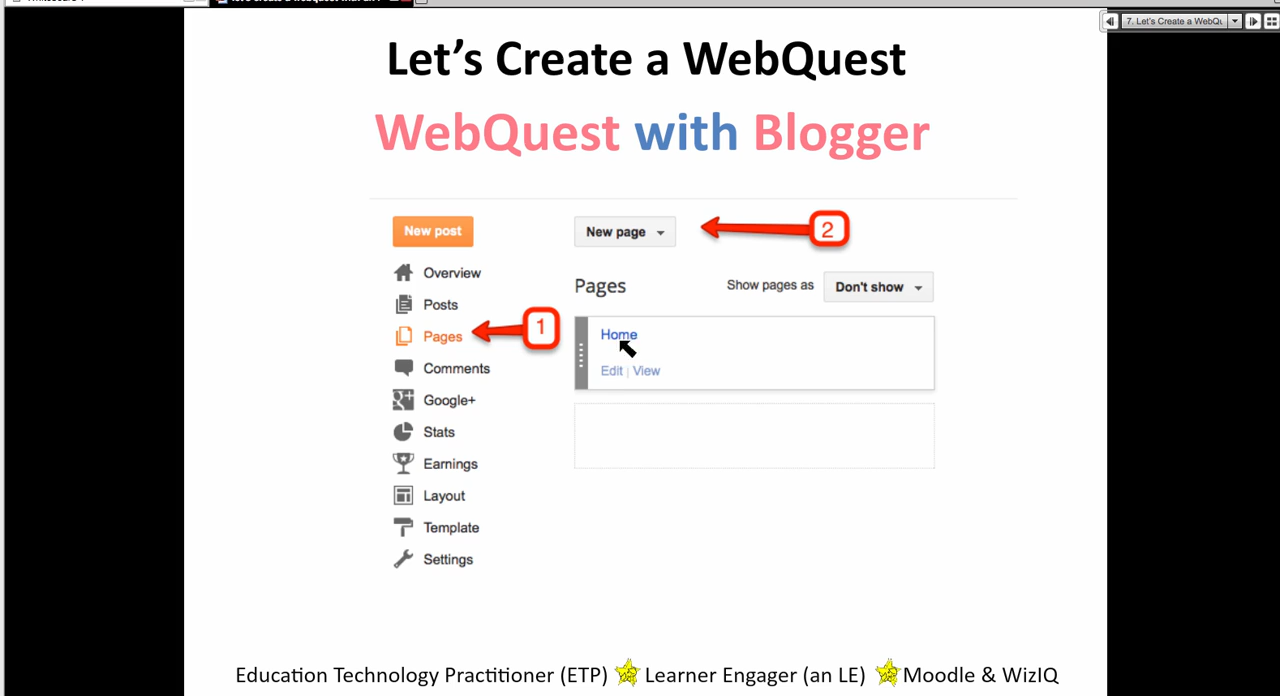 7. Let's Create a WebQu
Let's Create a WebQuest
WebQuest with Blogger
New post
New page
2
Overview
Pages
Show pages as
Don't show
Posts
1
Home
Pages
Edit | View
Comments
Google+
Stats
Earnings
Layout
Template
Settings
Education Technology Practitioner (ETP) Learner Engager (an LE) Moodle & WizIQ